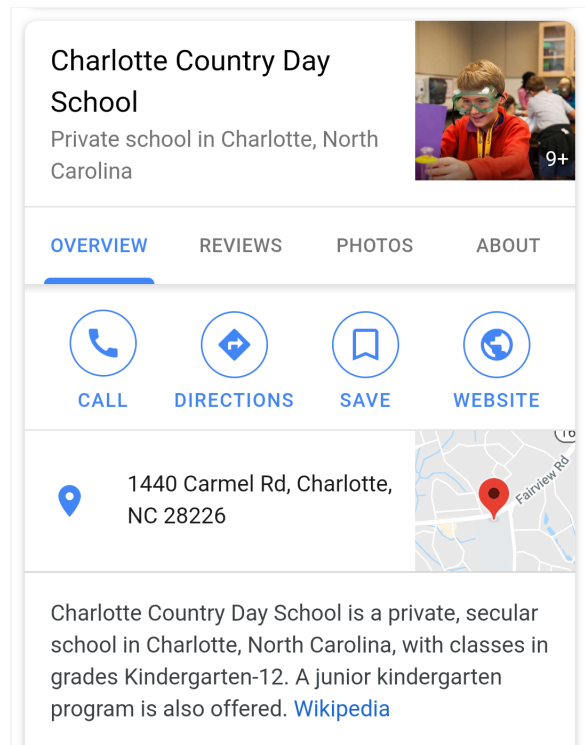 Charlotte Country Day
School
Private school in Charlotte, North
Carolina
9+
OVERVIEW
REVIEWS
PHOTOS
ABOUT
CALL
DIRECTIONS
SAVE
WEBSITE
1440 Carmel Rd, Charlotte,
NC 28226
16
Fairview Rd
Charlotte Country Day School is a private, secular
school in Charlotte, North Carolina, with classes in
grades Kindergarten-12. A junior kindergarten
program is also offered. Wikipedia